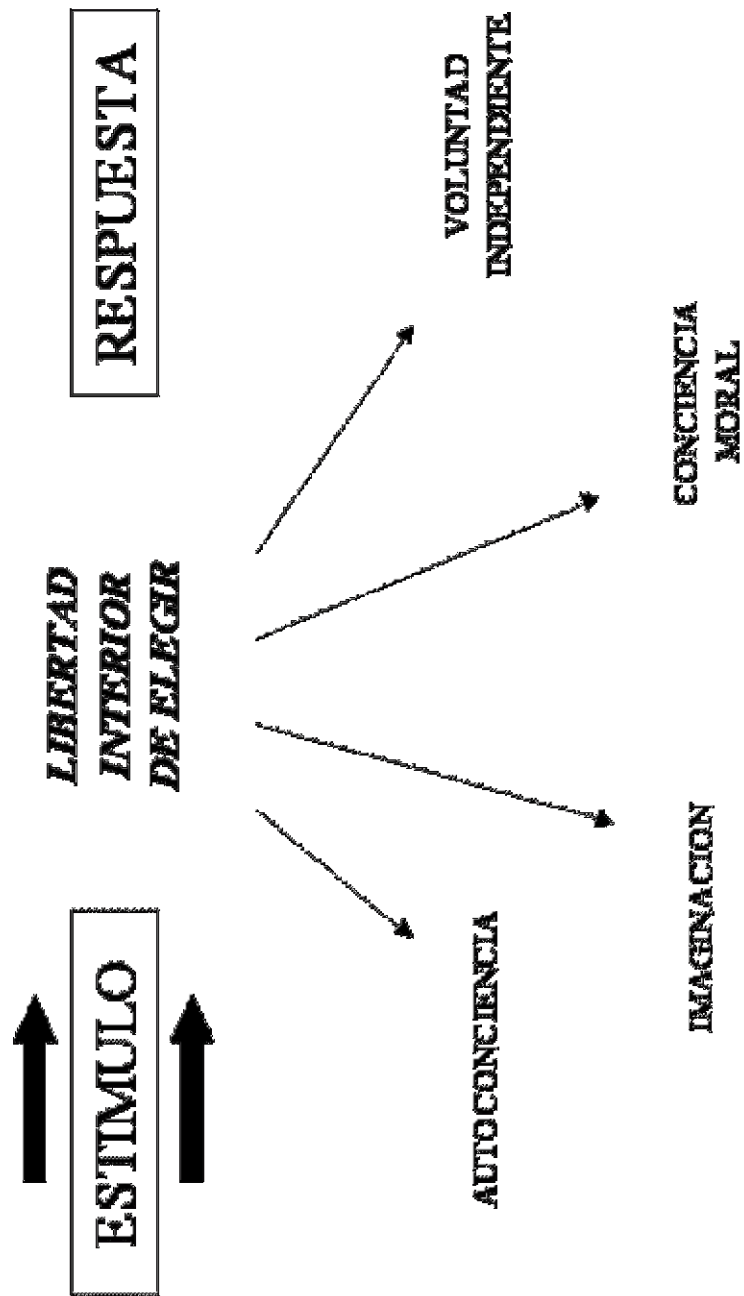 ESTIMULO
LIBERTAD
INTERIOR
DE ELEGIR
RESPUESTA
AUTOCONCIENCIA
IMAGINACION
CONCIENCIA
MORAL
VOLUNTAD
INDEPENDIENTE